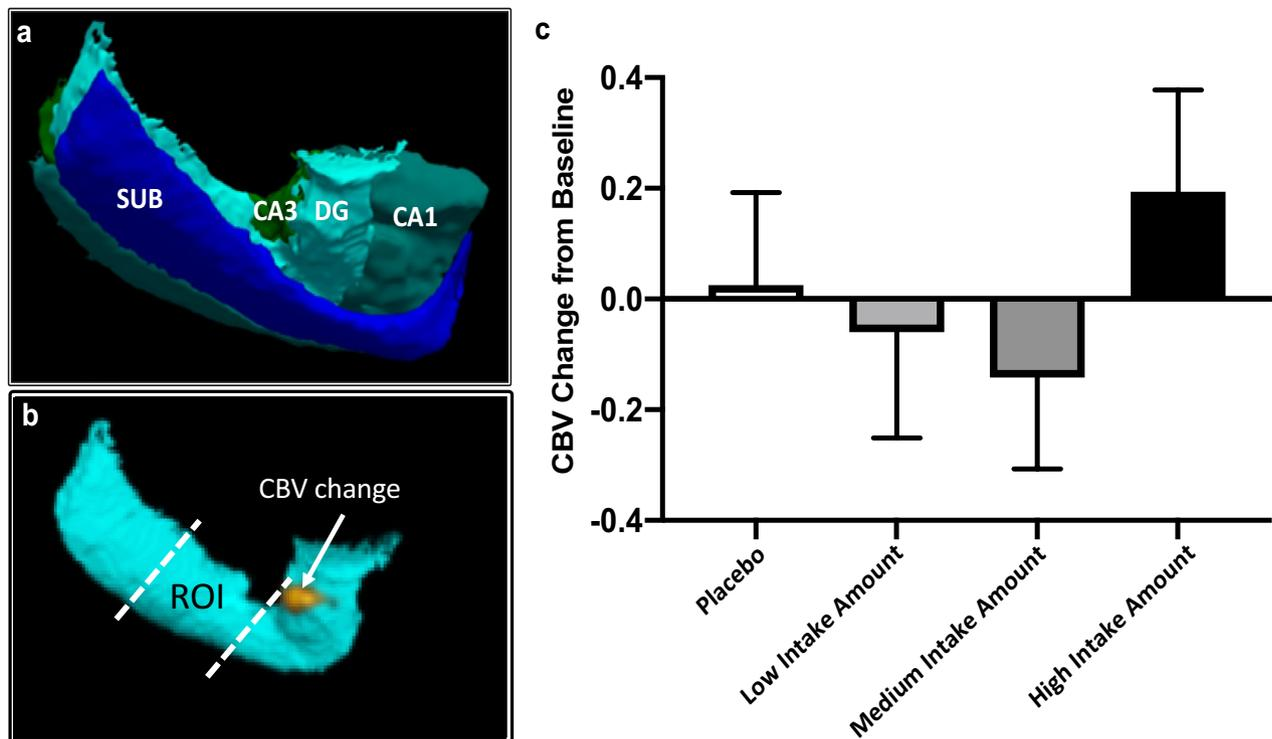 a
SUB
CA3
DG
CA1
b
CBV change
ROI
c
CBV Change from Baseline
0.4
0.2
0.0
-0.2
-0.4
Placebo
Low Intake Amount
Medium Intake Amount
High Intake Amount